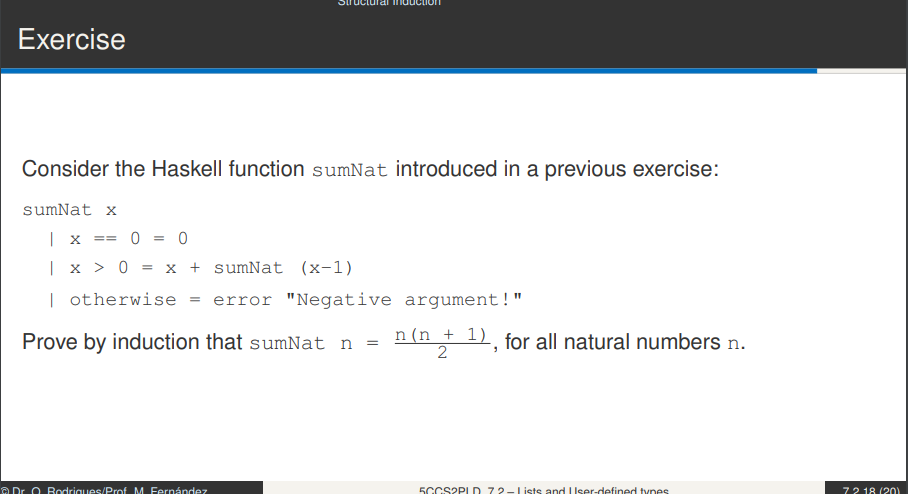 Structural Induction
Exercise
Consider the Haskell function sumNat introduced in a previous exercise:
sumNat x
| x == 0 = 0
| x > 0 = x + sumNat (x-1)
| otherwise = error "Negative argument!"
Prove by induction that sumNat n = n(n + 1)/2, for all natural numbers n.
© Dr. O. Rodrigues/Prof. M. Fernández 5CCS2PLD 7.2 – Lists and User-defined types 7.2.18 (20)